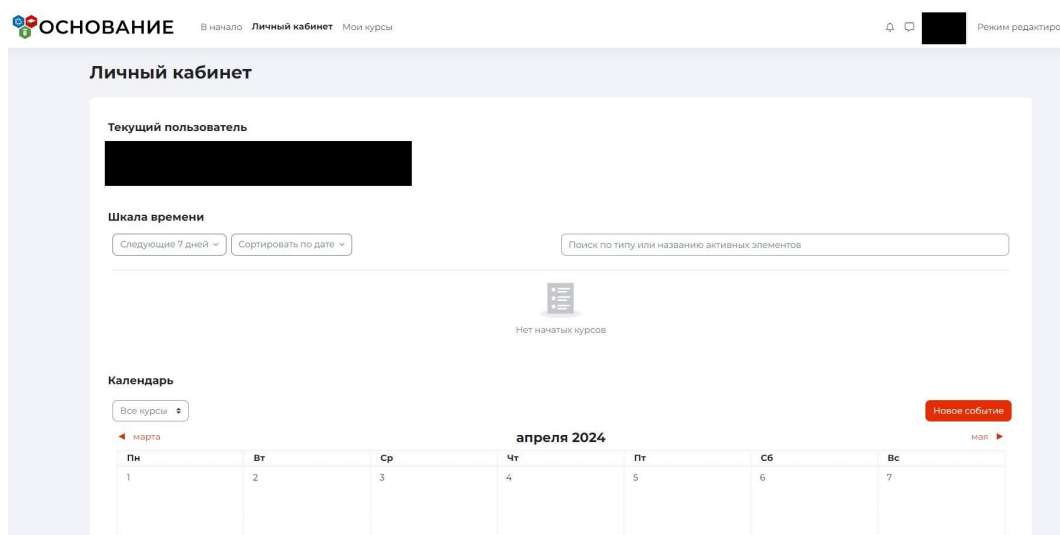 ОСНОВАНИЕ В начало Личный кабинет Мои курсы Режим редактиро
Личный кабинет
Текущий пользователь
Шкала времени
Следующие 7 дней Сортировать по дате Поиск по типу или названию активных элементов
Нет начатых курсов
Календарь
Все курсы Новое событие
марта апреля 2024 мая
Пн Вт Ср Чт Пт Сб Вс
1 2 3 4 5 6 7